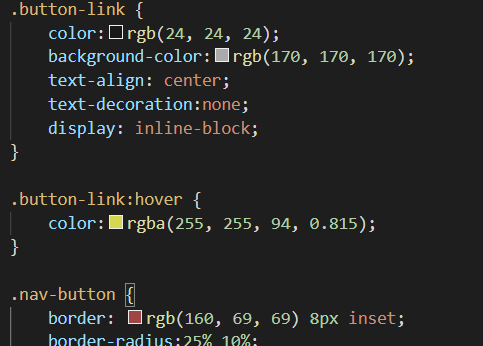 .button-link {
color:rgb(24, 24, 24);
background-color:rgb(170, 170, 170);
text-align: center;
text-decoration:none;
display: inline-block;
}
.button-link:hover {
color:rgba(255, 255, 94, 0.815);
}
.nav-button {
border: rgb(160, 69, 69) 8px inset;
border-radius:25% 10%;